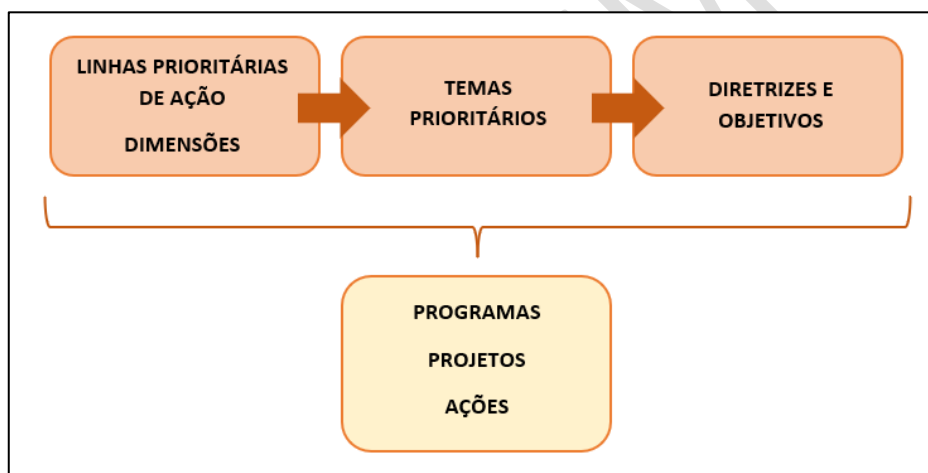 LINHAS PRIORITÁRIAS
DE AÇÃO
DIMENSÕES
TEMAS
PRIORITÁRIOS
DIRETRIZES E
OBJETIVOS
PROGRAMAS
PROJETOS
AÇÕES